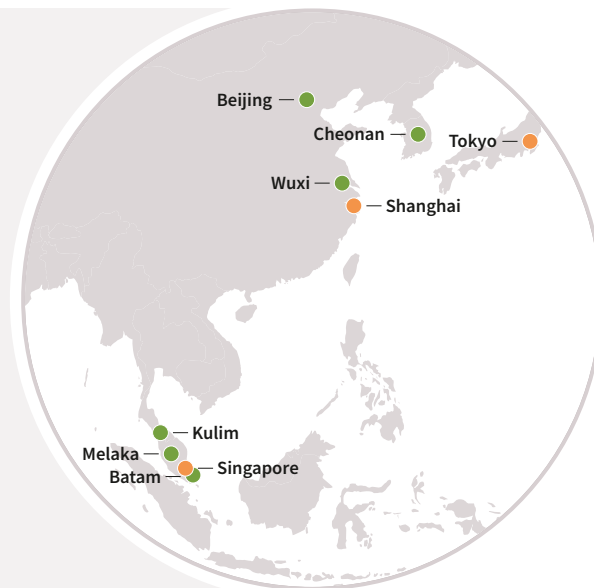 Beijing
Cheonan
Tokyo
Wuxi
Shanghai
Kulim
Melaka
Singapore
Batam